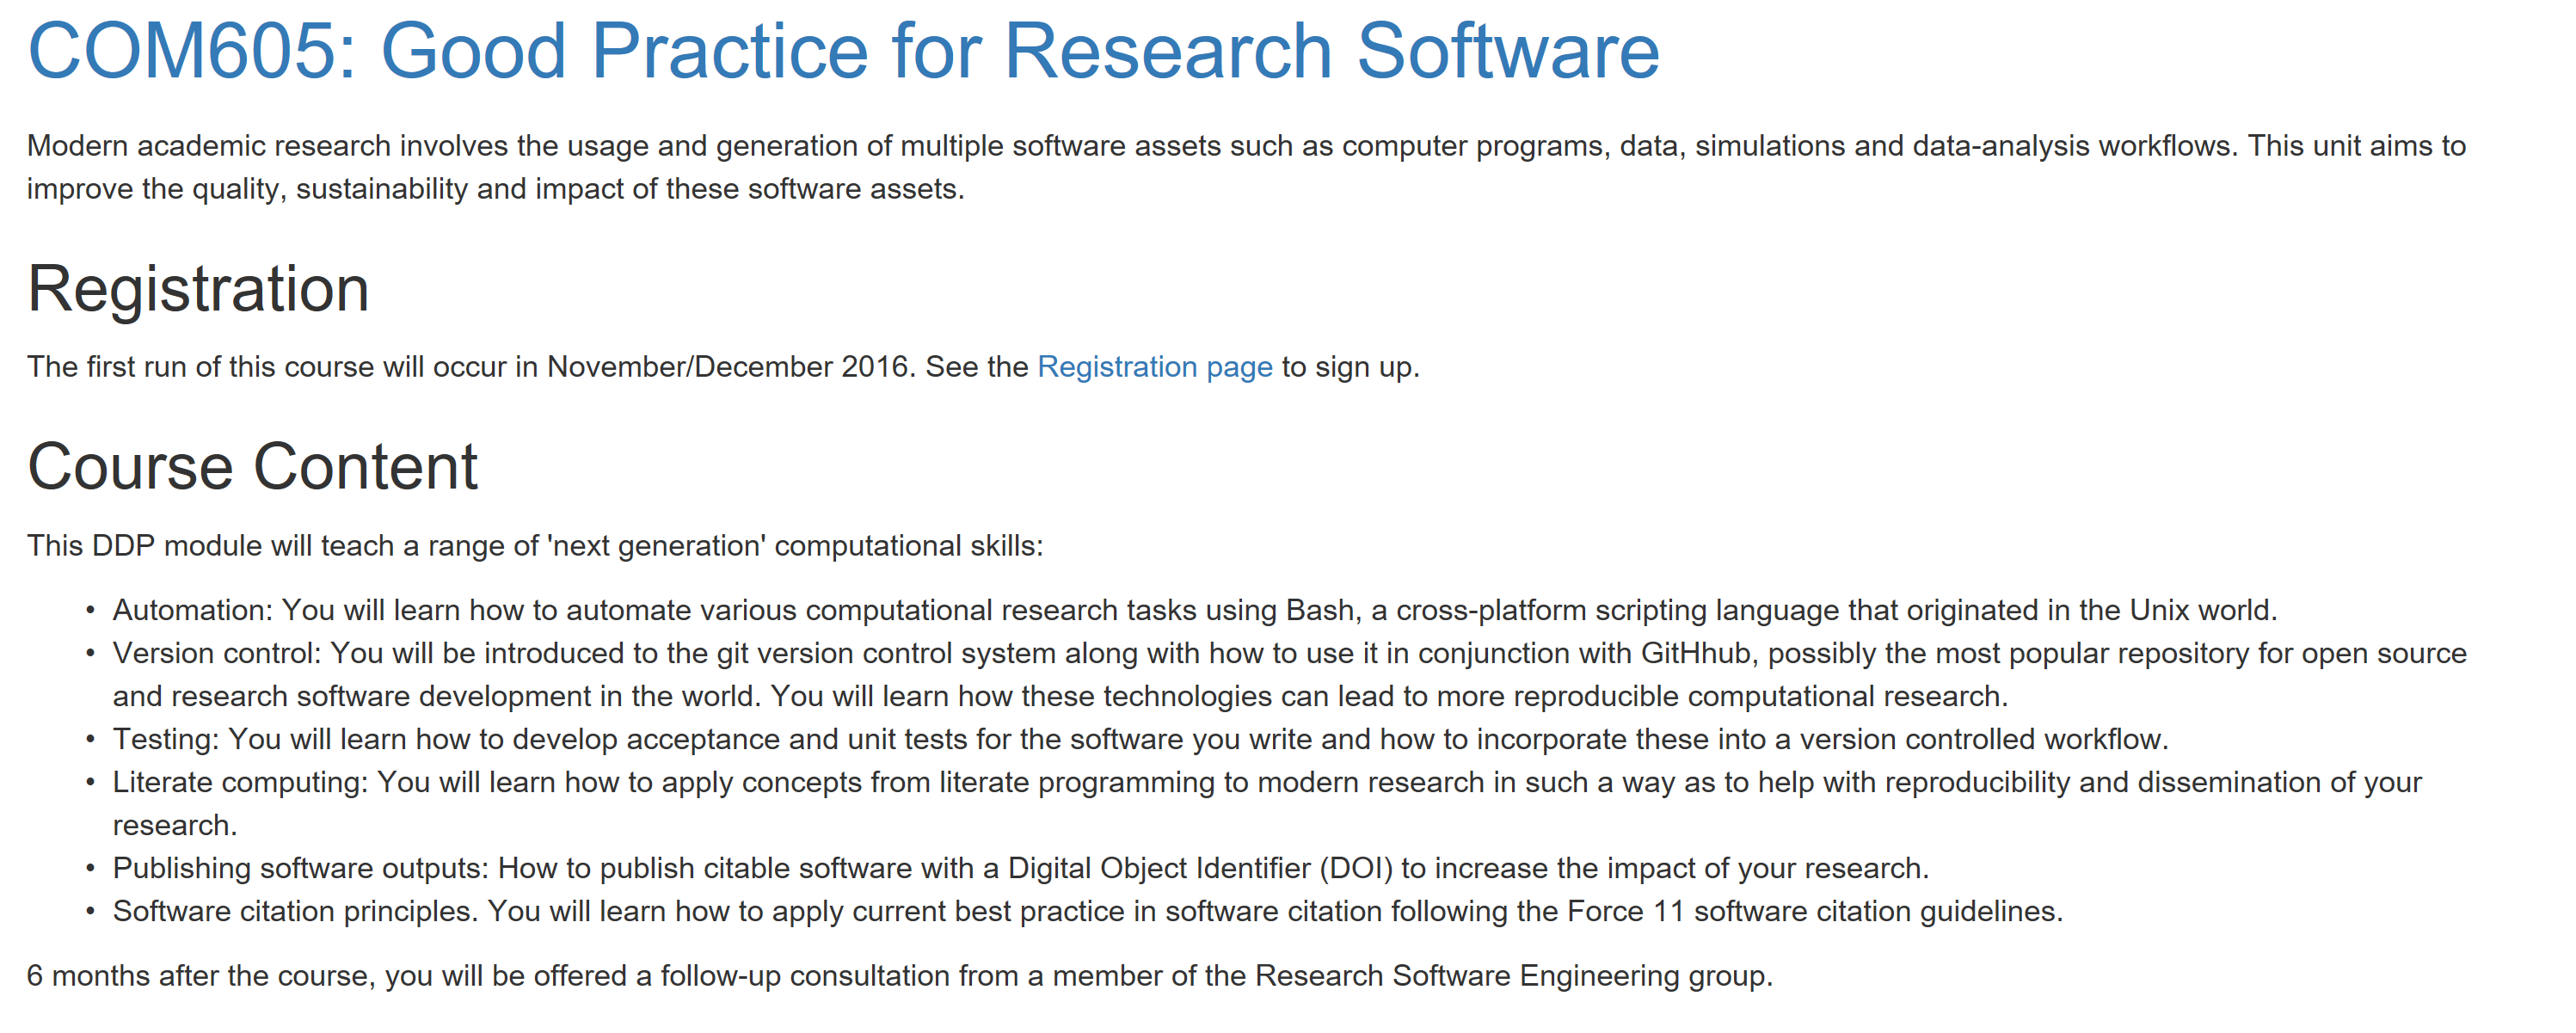 COM605: Good Practice for Research Software
Modern academic research involves the usage and generation of multiple software assets such as computer programs, data, simulations and data-analysis workflows. This unit aims to
improve the quality, sustainability and impact of these software assets.
Registration
The first run of this course will occur in November/December 2016. See the Registration page to sign up.
Course Content
This DDP module will teach a range of 'next generation' computational skills:
• Automation: You will learn how to automate various computational research tasks using Bash, a cross-platform scripting language that originated in the Unix world.
• Version control: You will be introduced to the git version control system along with how to use it in conjunction with GitHhub, possibly the most popular repository for open source
and research software development in the world. You will learn how these technologies can lead to more reproducible computational research.
• Testing: You will learn how to develop acceptance and unit tests for the software you write and how to incorporate these into a version controlled workflow.
• Literate computing: You will learn how to apply concepts from literate programming to modern research in such a way as to help with reproducibility and dissemination of your
research.
• Publishing software outputs: How to publish citable software with a Digital Object Identifier (DOI) to increase the impact of your research.
• Software citation principles. You will learn how to apply current best practice in software citation following the Force 11 software citation guidelines.
6 months after the course, you will be offered a follow-up consultation from a member of the Research Software Engineering group.